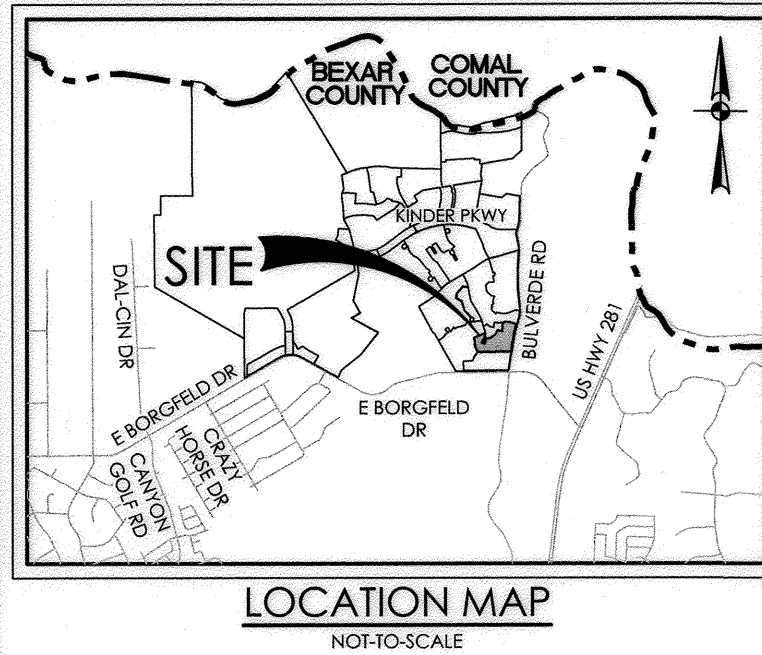 BEXAR
COUNTY
COMAL
COUNTY
KINDER PKWY
SITE
DAL-CIN DR
BULVERDE RD
US HWY 281
E BORGFELD DR
E BORGFELD
DR
CRAZY
HORSE DR
CANYON
GOLF RD
LOCATION MAP
NOT-TO-SCALE